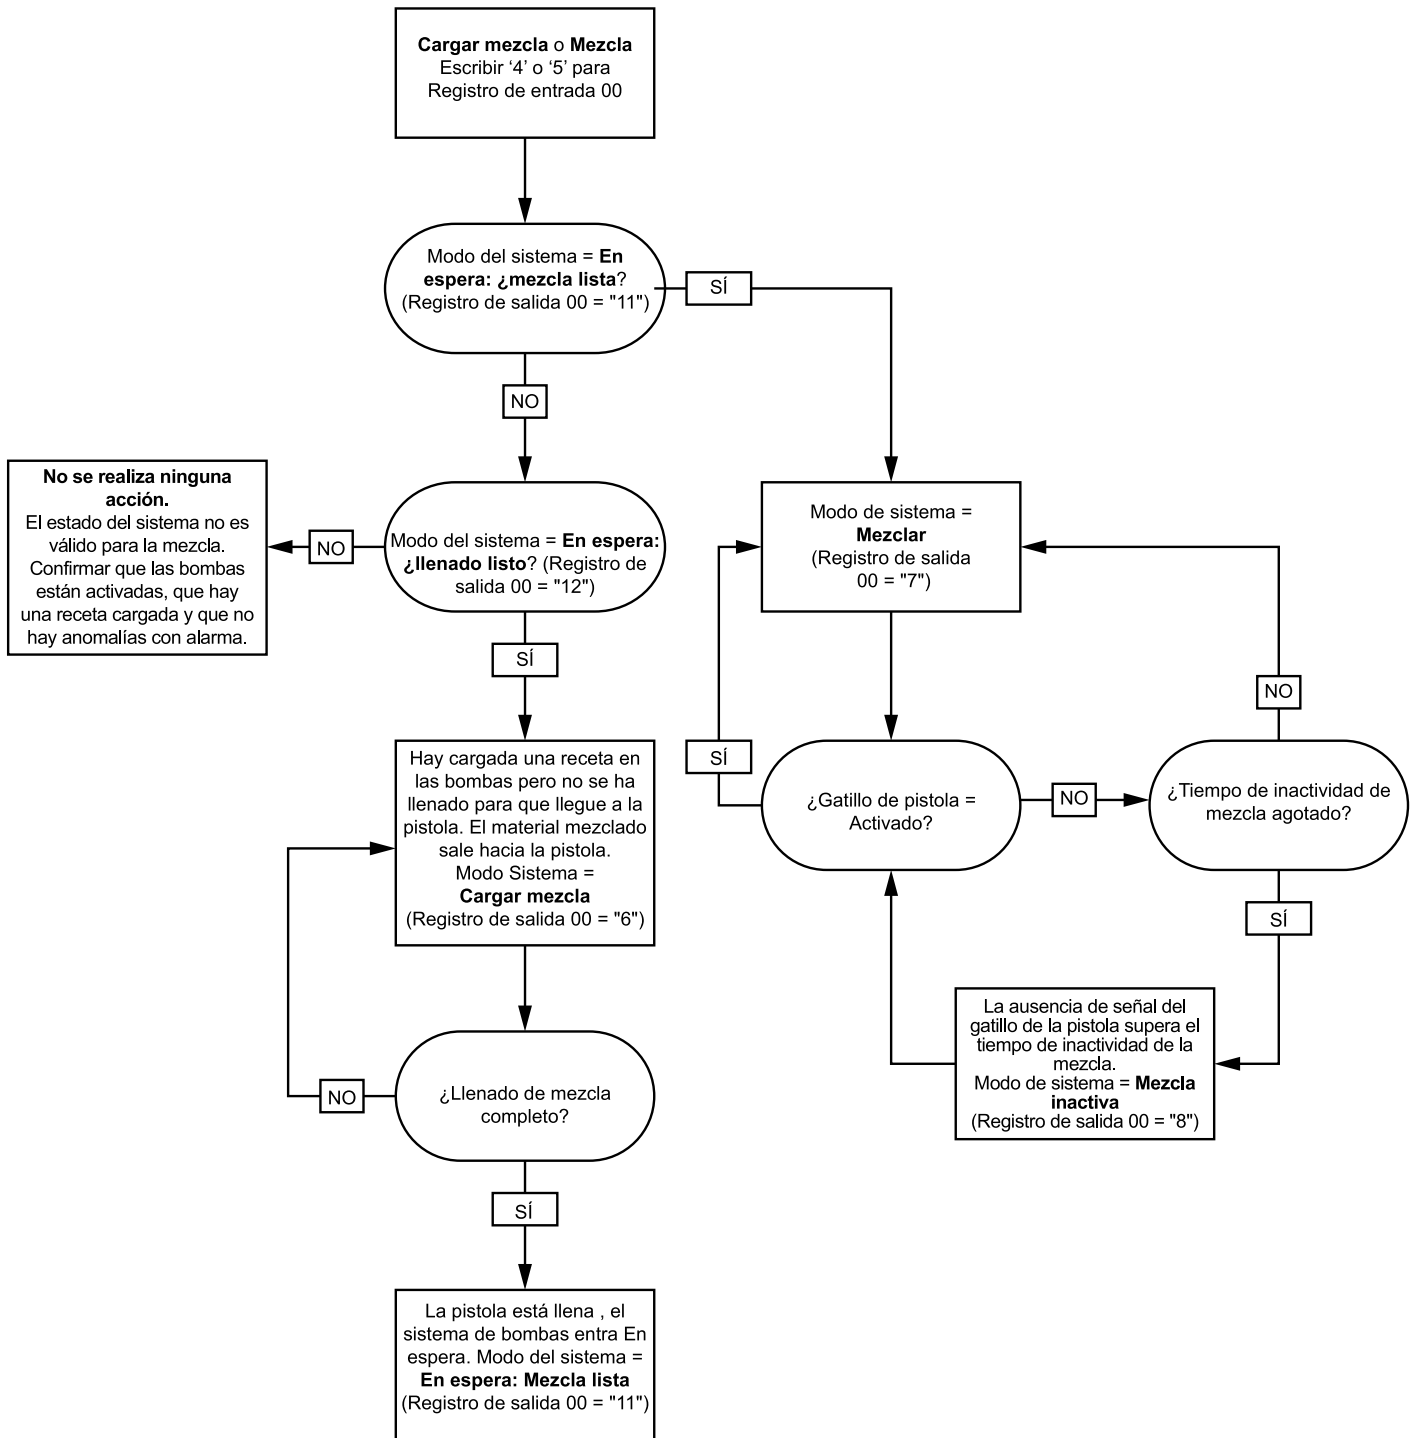 Cargar mezcla o Mezcla
Escribir ‘4’ o ‘5’ para
Registro de entrada 00
Modo del sistema = En
espera: ¿mezcla lista?
(Registro de salida 00 = "11")
SÍ
NO
No se realiza ninguna
acción.
El estado del sistema no es
válido para la mezcla.
Confirmar que las bombas
están activadas, que hay
una receta cargada y que no
hay anomalías con alarma.
NO
Modo del sistema = En espera:
¿llenado listo? (Registro de
salida 00 = "12")
SÍ
Modo de sistema =
Mezclar
(Registro de salida
00 = "7")
NO
SÍ
Hay cargada una receta en
las bombas pero no se ha
llenado para que llegue a la
pistola. El material mezclado
sale hacia la pistola.
Modo Sistema =
Cargar mezcla
(Registro de salida 00 = "6")
¿Gatillo de pistola =
Activado?
NO
¿Tiempo de inactividad de
mezcla agotado?
SÍ
La ausencia de señal del
gatillo de la pistola supera el
tiempo de inactividad de la
mezcla.
Modo de sistema = Mezcla
inactiva
(Registro de salida 00 = "8")
NO
¿Llenado de mezcla
completo?
SÍ
La pistola está llena , el
sistema de bombas entra En
espera. Modo del sistema =
En espera: Mezcla lista
(Registro de salida 00 = "11")